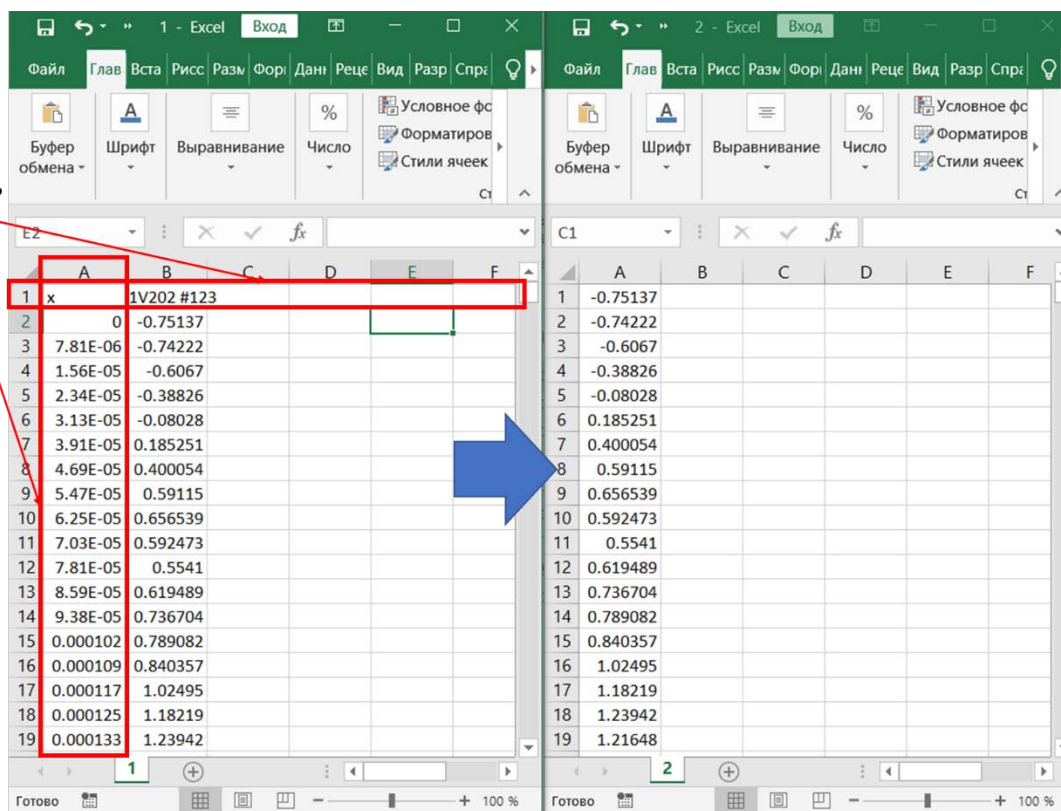 1 - Excel Вход
Файл Глав Вста Рисс Разм Форı Данı Реце Вид Разр Спра
Буфер обмена
Шрифт
Выравнивание
%
Число
Условное фс
Форматиров
Стили ячеек
Ст
E2 fx
A B C D E F
1 x 1V202 #123
2 0 -0.75137
3 7.81E-06 -0.74222
4 1.56E-05 -0.6067
5 2.34E-05 -0.38826
6 3.13E-05 -0.08028
7 3.91E-05 0.185251
8 4.69E-05 0.400054
9 5.47E-05 0.59115
10 6.25E-05 0.656539
11 7.03E-05 0.592473
12 7.81E-05 0.5541
13 8.59E-05 0.619489
14 9.38E-05 0.736704
15 0.000102 0.789082
16 0.000109 0.840357
17 0.000117 1.02495
18 0.000125 1.18219
19 0.000133 1.23942
1
Готово 100 %
2 - Excel Вход
Файл Глав Вста Рисс Разм Форı Данı Реце Вид Разр Спра
Буфер обмена
Шрифт
Выравнивание
%
Число
Условное фс
Форматиров
Стили ячеек
Ст
C1 fx
A B C D E F
1 -0.75137
2 -0.74222
3 -0.6067
4 -0.38826
5 -0.08028
6 0.185251
7 0.400054
8 0.59115
9 0.656539
10 0.592473
11 0.5541
12 0.619489
13 0.736704
14 0.789082
15 0.840357
16 1.02495
17 1.18219
18 1.23942
19 1.21648
2
Готово 100 %